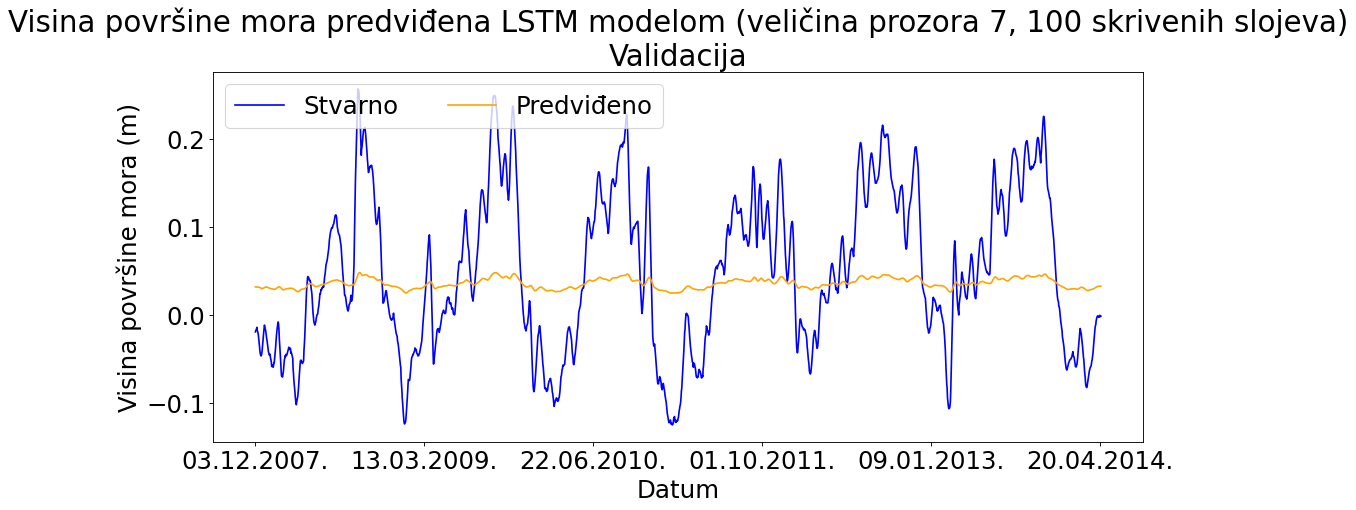 Visina površine mora predviđena LSTM modelom (veličina prozora 7, 100 skrivenih slojeva)
Validacija
Stvarno Predviđeno
Visina površine mora (m)
0.2
0.1
0.0
−0.1
03.12.2007. 13.03.2009. 22.06.2010. 01.10.2011. 09.01.2013. 20.04.2014.
Datum